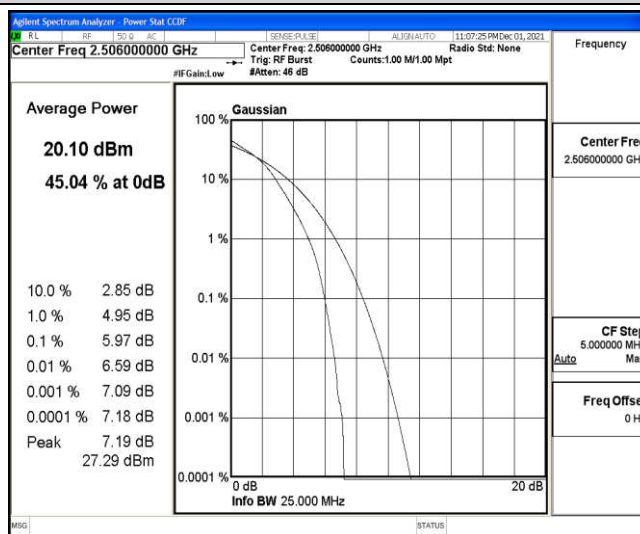 Agilent Spectrum Analyzer - Power Stat CCDF
RL RF 50 Ω AC SENSE:PULSE ALIGN AUTO 11:07:25 PM Dec 01, 2021
Center Freq 2.506000000 GHz
Center Freq: 2.506000000 GHz Radio Std: None
Trig: RF Burst Counts:1.00 M/1.00 Mpt
#IFGain:Low #Atten: 46 dB
Frequency
Average Power
20.10 dBm
45.04 % at 0dB
10.0 % 2.85 dB
1.0 % 4.95 dB
0.1 % 5.97 dB
0.01 % 6.59 dB
0.001 % 7.09 dB
0.0001 % 7.18 dB
Peak 7.19 dB
27.29 dBm
Gaussian
100 %
10 %
1 %
0.1 %
0.01 %
0.001 %
0.0001 %
0 dB 20 dB
Info BW 25.000 MHz
Center Fre
2.506000000 GH
CF Step
5.000000 MH
Auto Ma
Freq Offse
0 H
MSG STATUS